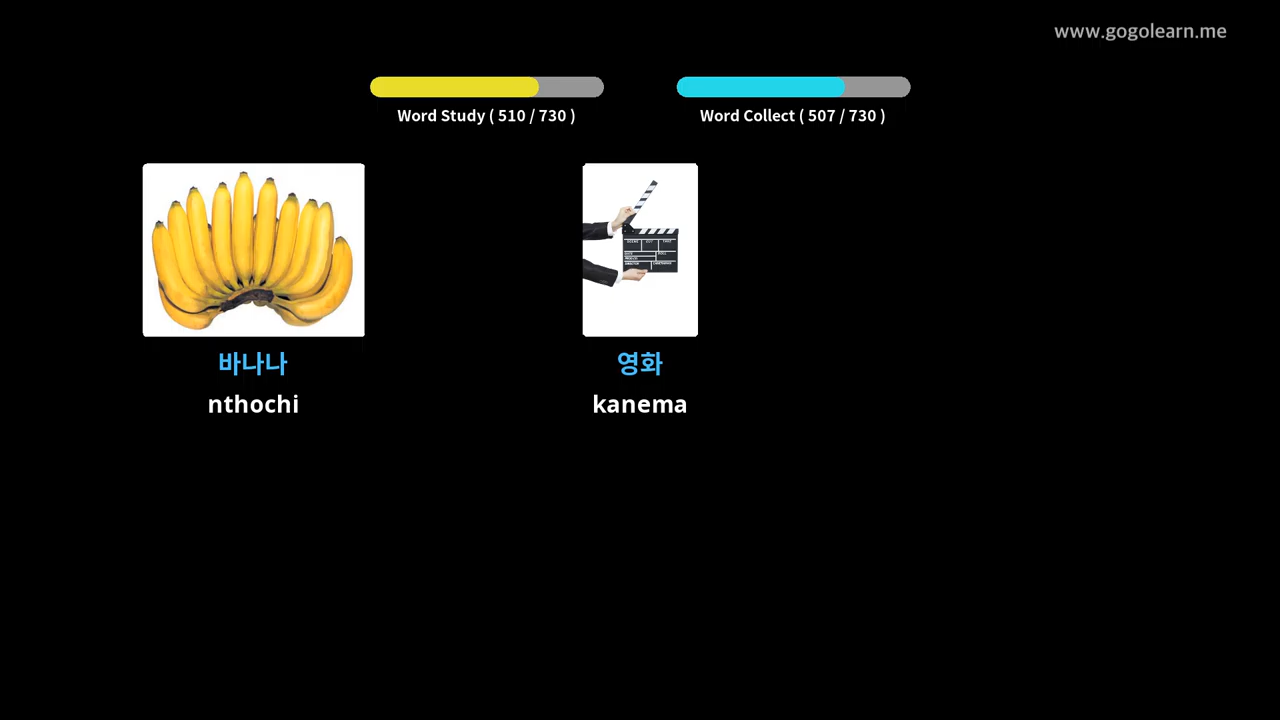 www.gogolearn.me
Word Study ( 510 / 730 )
Word Collect ( 507 / 730 )
바나나
nthochi
영화
kanema